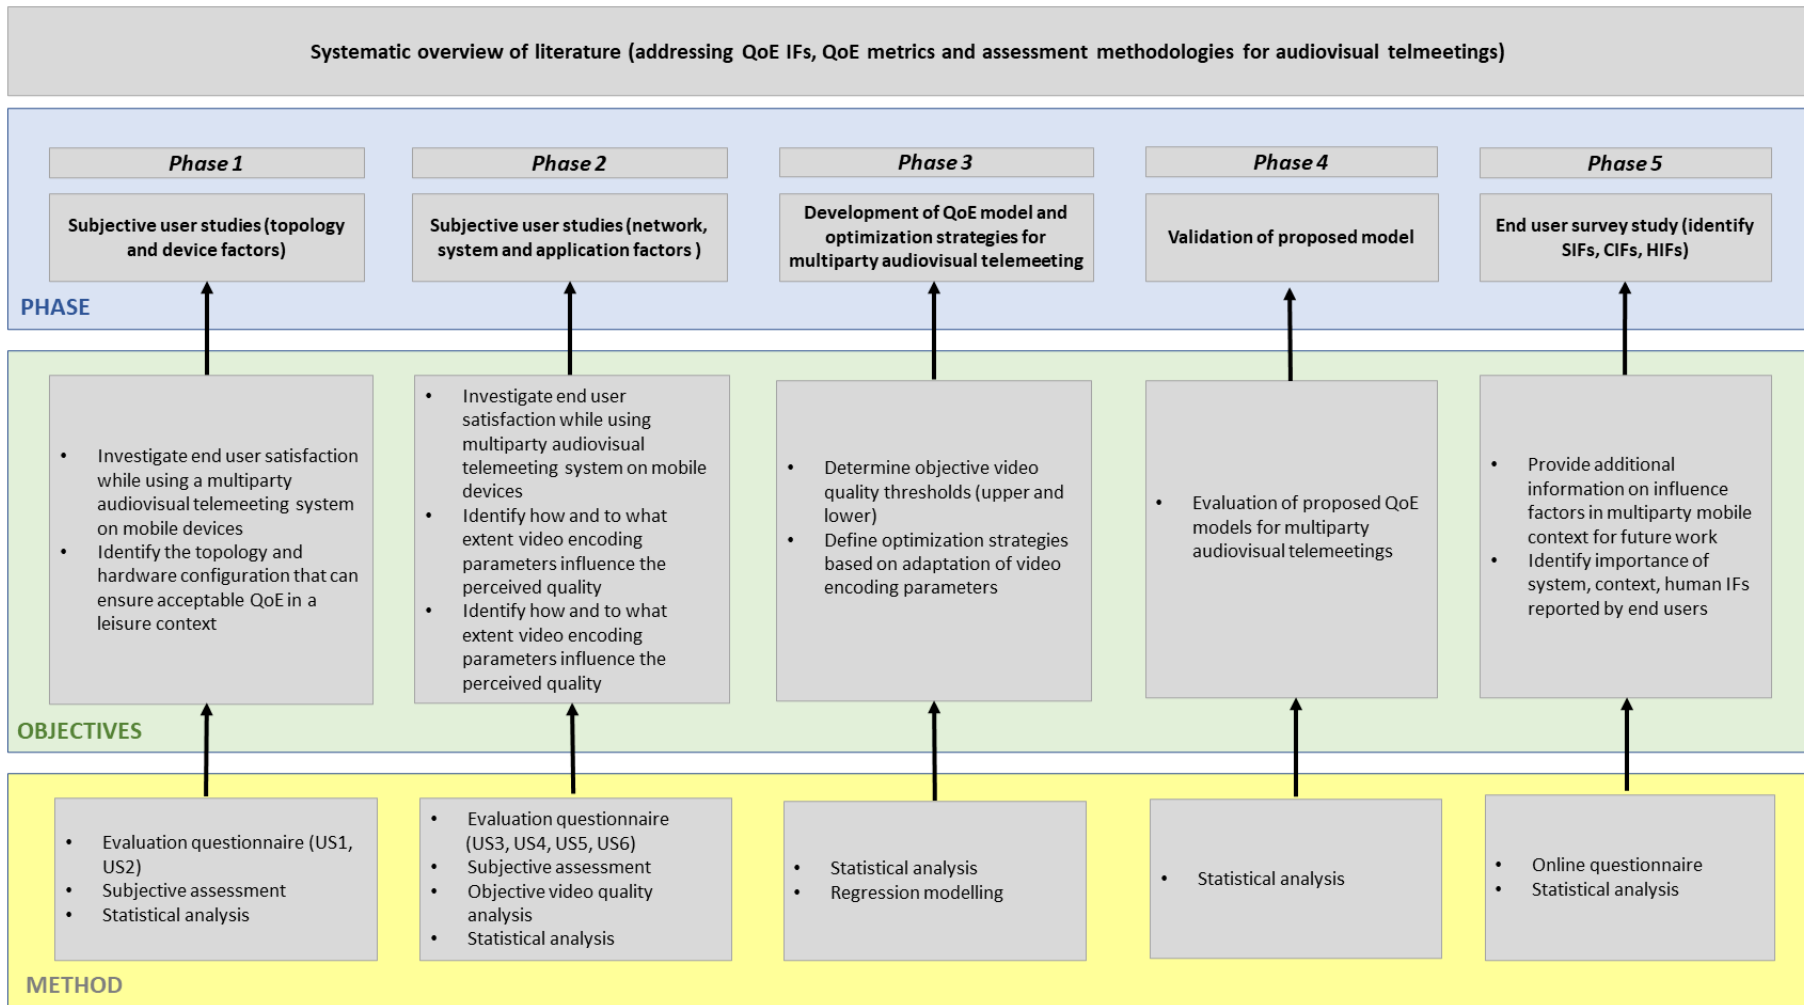 Systematic overview of literature (addressing QoE IFs, QoE metrics and assessment methodologies for audiovisual telmeetings)
Phase 1
Phase 2
Phase 3
Phase 4
Phase 5
Subjective user studies (topology
and device factors)
Subjective user studies (network,
system and application factors )
Development of QoE model and
optimization strategies for
multiparty audiovisual telemeeting
Validation of proposed model
End user survey study (identify
SIFs, CIFs, HIFs)
PHASE
• Investigate end user satisfaction
while using a multiparty
audiovisual telemeeting system
on mobile devices
• Identify the topology and
hardware configuration that can
ensure acceptable QoE in a
leisure context
• Investigate end user
satisfaction while using
multiparty audiovisual
telemeeting system on mobile
devices
• Identify how and to what
extent video encoding
parameters influence the
perceived quality
• Identify how and to what
extent video encoding
parameters influence the
perceived quality
• Determine objective video
quality thresholds (upper and
lower)
• Define optimization strategies
based on adaptation of video
encoding parameters
• Evaluation of proposed QoE
models for multiparty
audiovisual telemeetings
• Provide additional
information on influence
factors in multiparty mobile
context for future work
• Identify importance of
system, context, human IFs
reported by end users
OBJECTIVES
• Evaluation questionnaire (US1,
US2)
• Subjective assessment
• Statistical analysis
• Evaluation questionnaire
(US3, US4, US5, US6)
• Subjective assessment
• Objective video quality
analysis
• Statistical analysis
• Statistical analysis
• Regression modelling
• Statistical analysis
• Online questionnaire
• Statistical analysis
METHOD